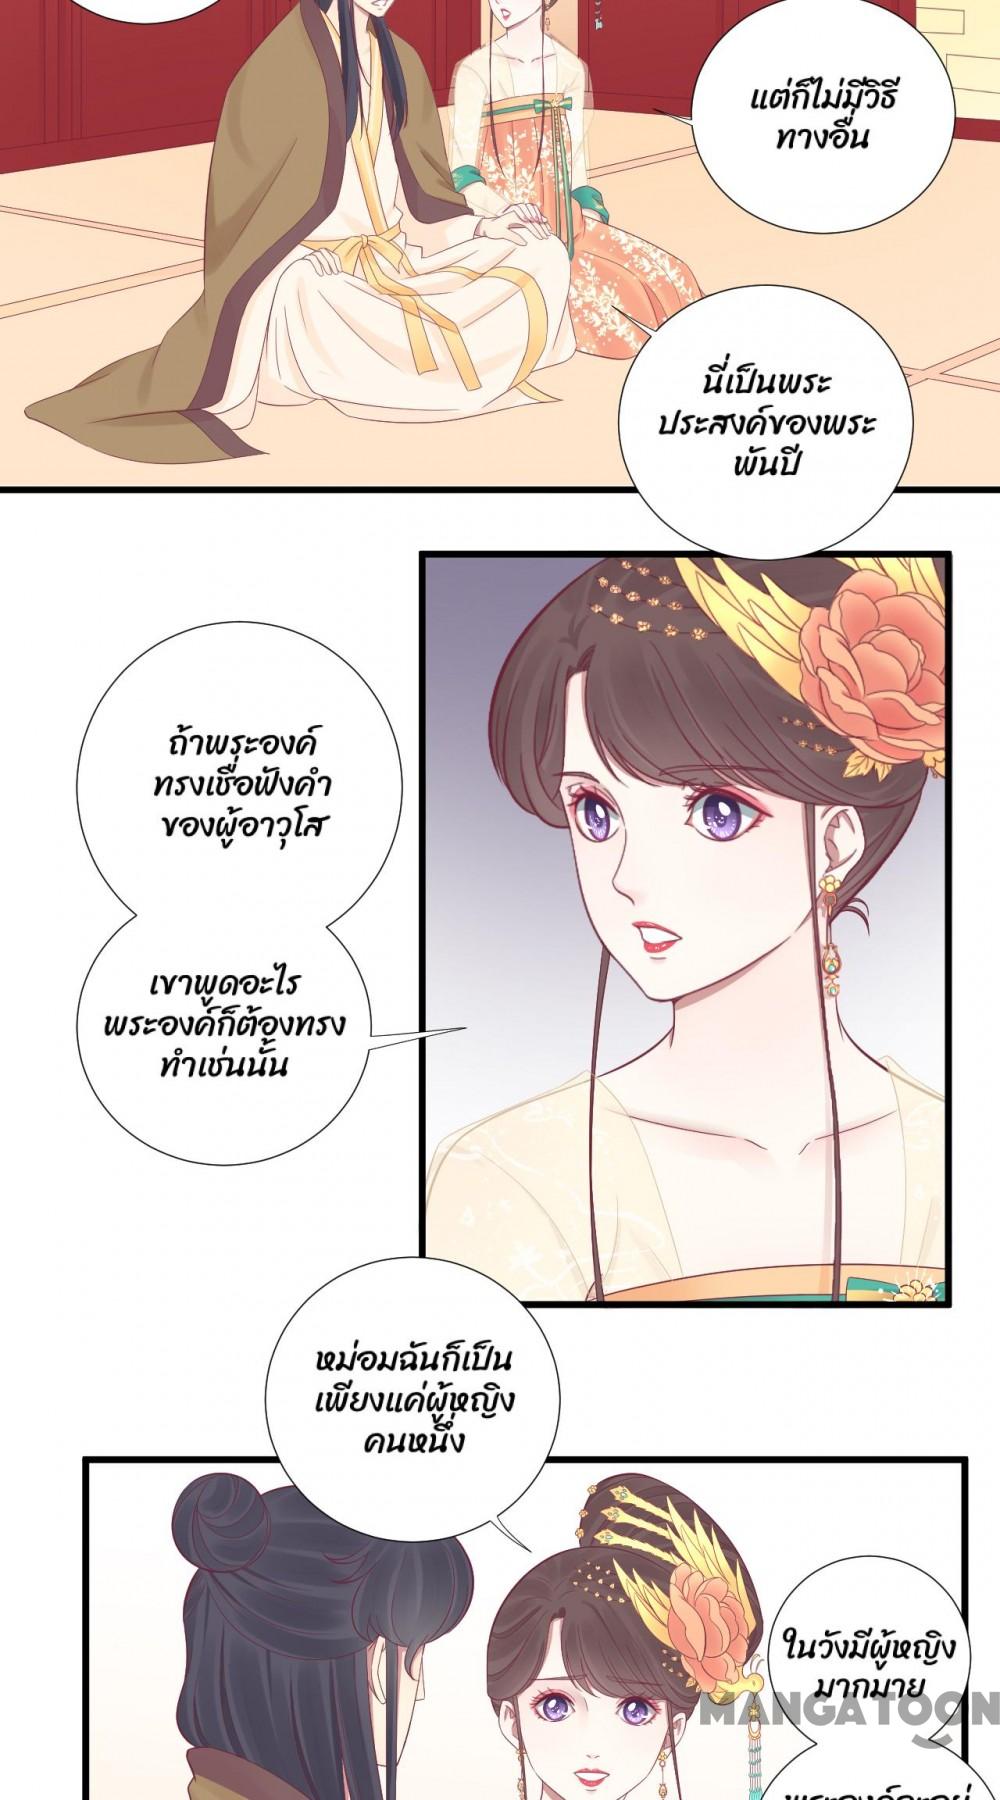 แต่ก็ไม่มีวิธี
ทางอื่น
นี่เป็นพระ
ประสงค์ของพระ
พันปี
ถ้าพระองค์
ทรงเชื่อฟังคำ
ของผู้อาวุโส
เขาพูดอะไร
พระองค์ก็ต้องทรง
ทำเช่นนั้น
หม่อมฉันก็เป็น
เพียงแค่ผู้หญิง
คนหนึ่ง
ในวังมีผู้หญิง
มากมาย
MANGATOON